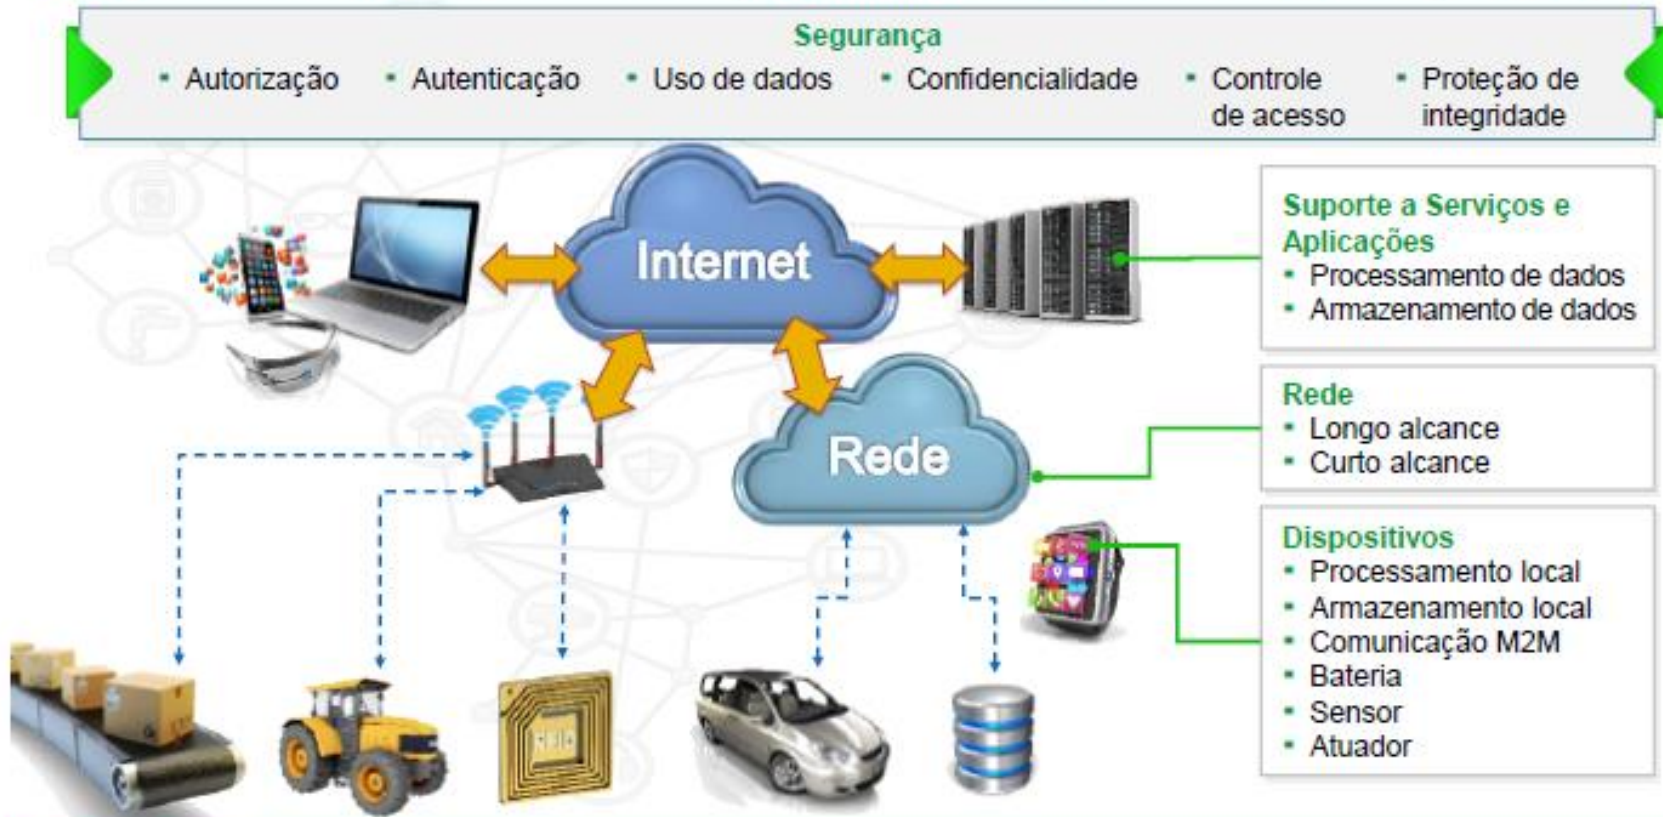 Segurança
Autorização
Autenticação
Uso de dados
Confidencialidade
Controle
de acesso
Proteção de
integridade
Internet
Suporte a Serviços e
Aplicações
Processamento de dados
Armazenamento de dados
Rede
Rede
Longo alcance
Curto alcance
Dispositivos
Processamento local
Armazenamento local
Comunicação M2M
Bateria
Sensor
Atuador